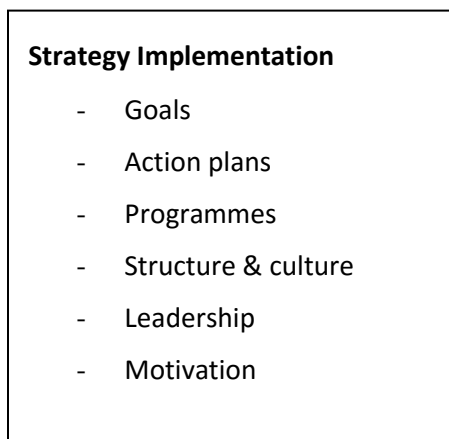 Strategy Implementation
- Goals
- Action plans
- Programmes
- Structure & culture
- Leadership
- Motivation